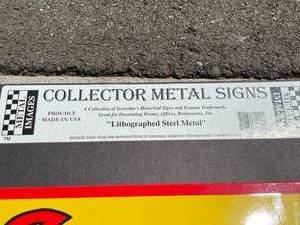 METAL IMAGES
COLLECTOR METAL SIGNS
A Collection of Yesterday's Historical Signs and Famous Trademarks
Great for Decorating Homes, Offices, Restaurants, Etc.
PROUDLY
MADE IN USA
"Lithographed Steel Metal"
TM